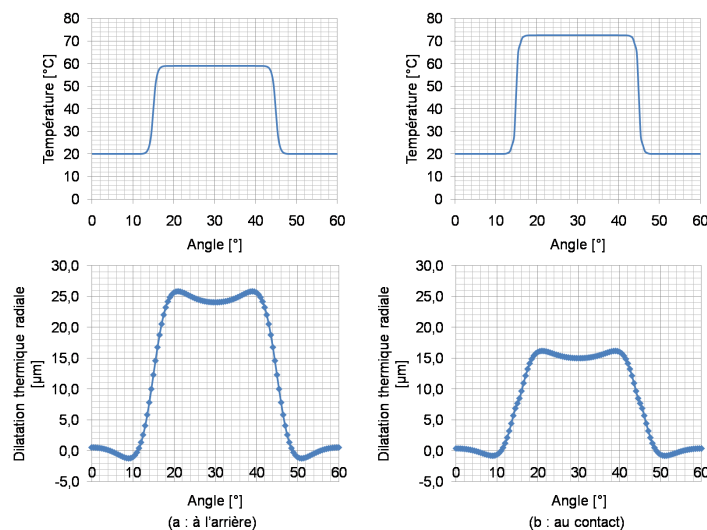 80
70
60
50
40
30
20
10
0
Température [°C]
0 10 20 30 40 50 60
Angle [°]
80
70
60
50
40
30
20
10
0
Température [°C]
0 10 20 30 40 50 60
Angle [°]
30,0
25,0
20,0
15,0
10,0
5,0
0,0
-5,0
Dilatation thermique radiale
[µm]
0 10 20 30 40 50 60
Angle [°]
(a : à l'arrière)
30,0
25,0
20,0
15,0
10,0
5,0
0,0
-5,0
Dilatation thermique radiale
[µm]
0 10 20 30 40 50 60
Angle [°]
(b : au contact)